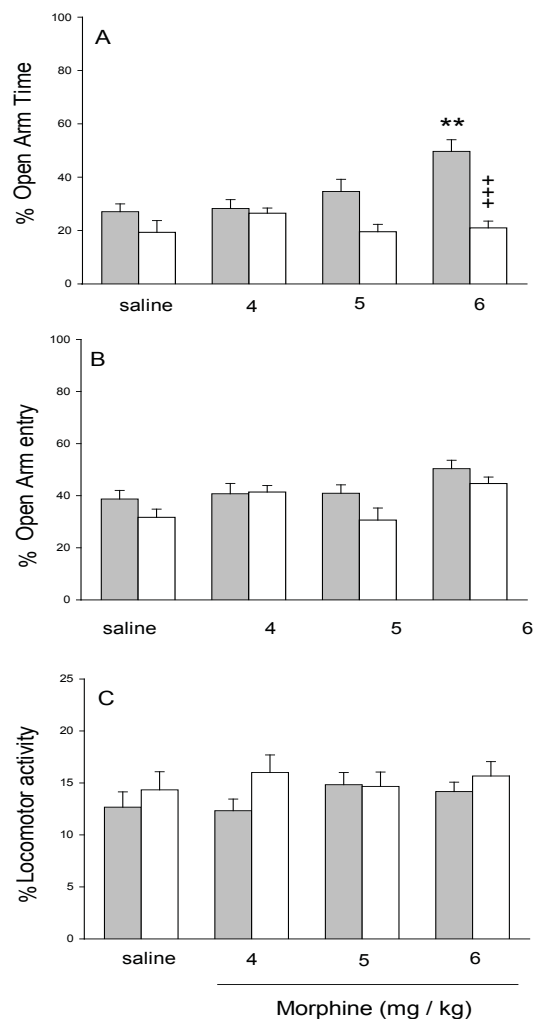 A
% Open Arm Time
100
80
60
40
20
0
**
+++
saline 4 5 6
B
% Open Arm entry
100
80
60
40
20
0
saline 4 5 6
C
% Locomotor activity
25
20
15
10
5
0
saline 4 5 6
Morphine (mg / kg)